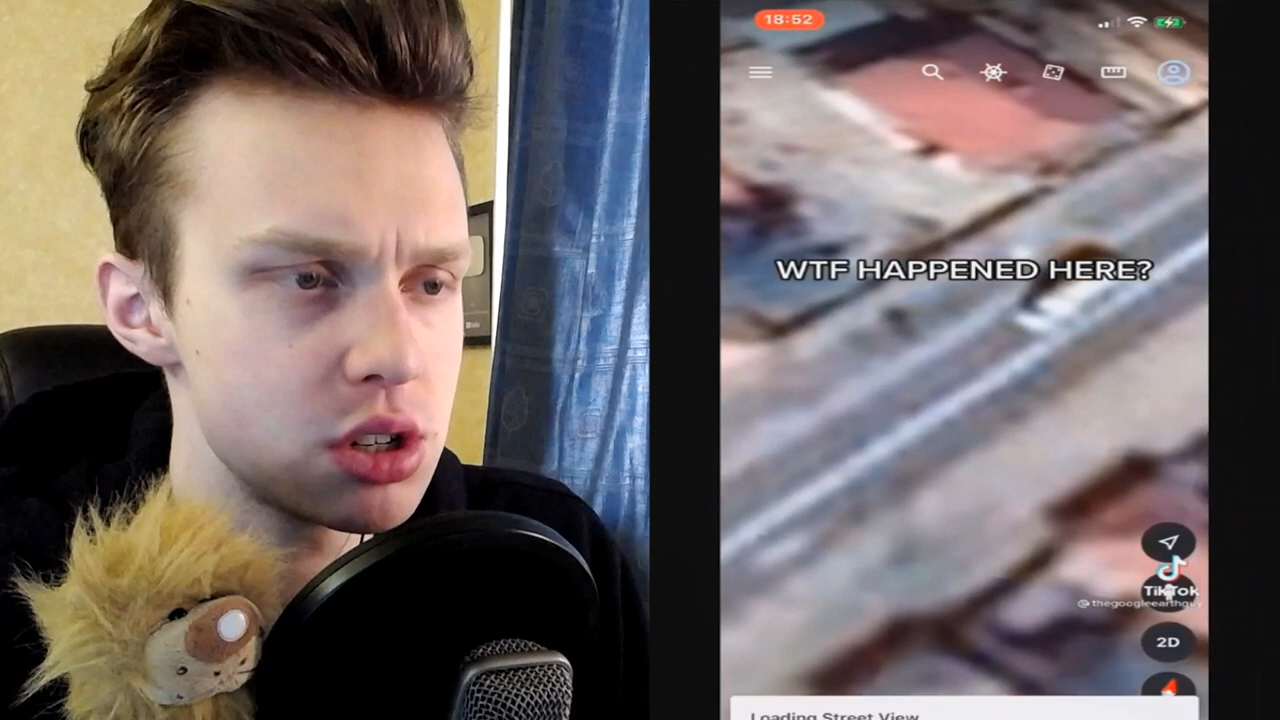 18:52
WTF HAPPENED HERE?
TikTok
@thegoogleearthguy
2D
Loading Street View